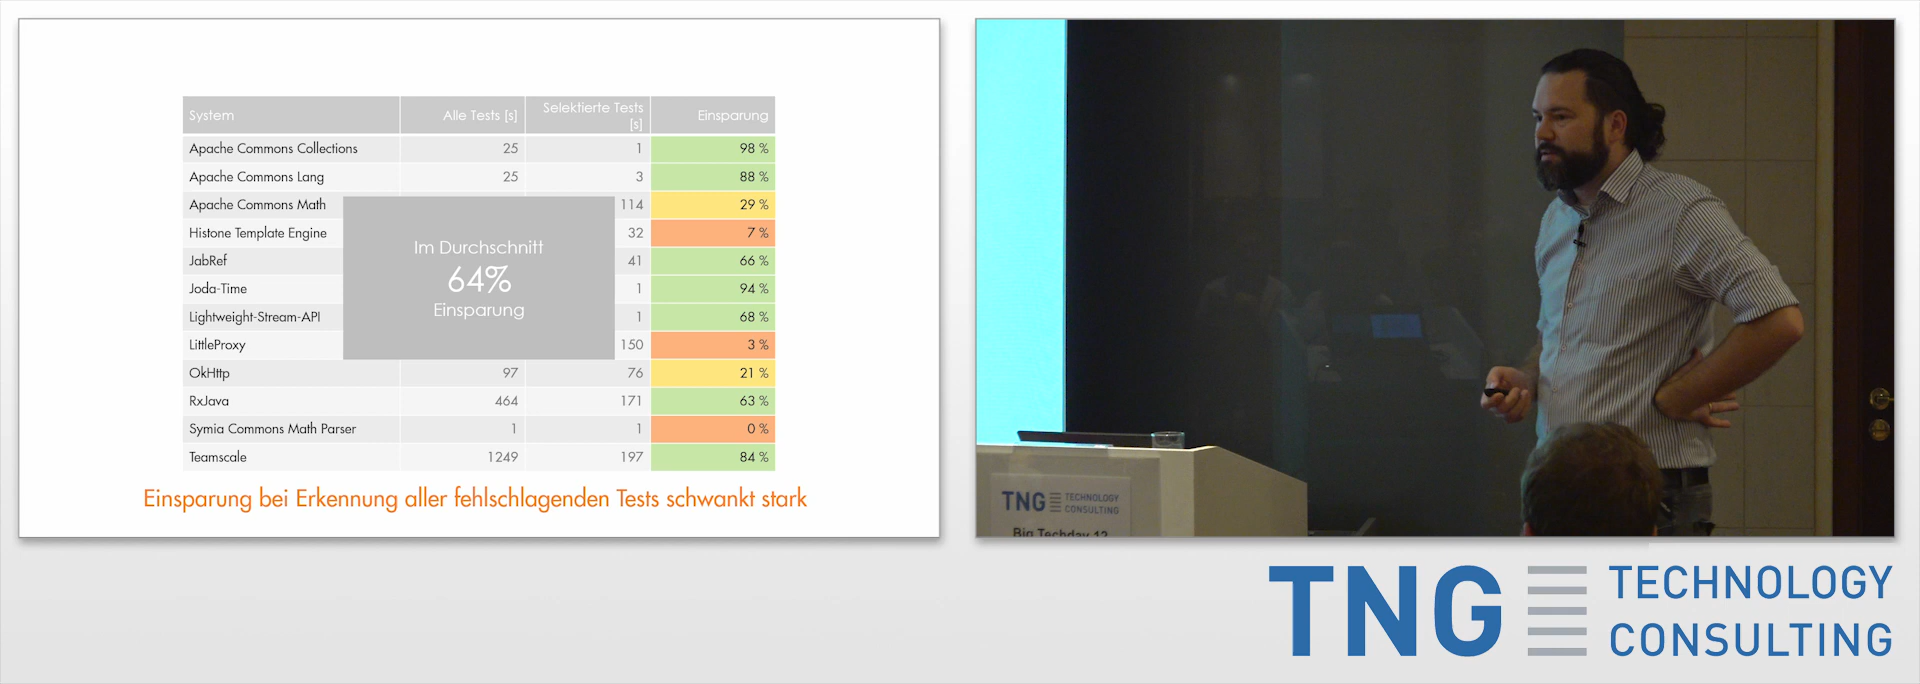 System Alle Tests [s] Selektierte Tests [s] Einsparung
Apache Commons Collections 25 1 98 %
Apache Commons Lang 25 3 88 %
Apache Commons Math 114 29 %
Histone Template Engine 32 7 %
JabRef 41 66 %
Joda-Time 1 94 %
Lightweight-Stream-API 1 68 %
LittleProxy 150 3 %
OkHttp 97 76 21 %
RxJava 464 171 63 %
Symja Commons Math Parser 1 1 0 %
Teamscale 1249 197 84 %
Im Durchschnitt
64%
Einsparung
Einsparung bei Erkennung aller fehlschlagenden Tests schwankt stark
TNG TECHNOLOGY
CONSULTING
Big Techday 12
TNG TECHNOLOGY
CONSULTING